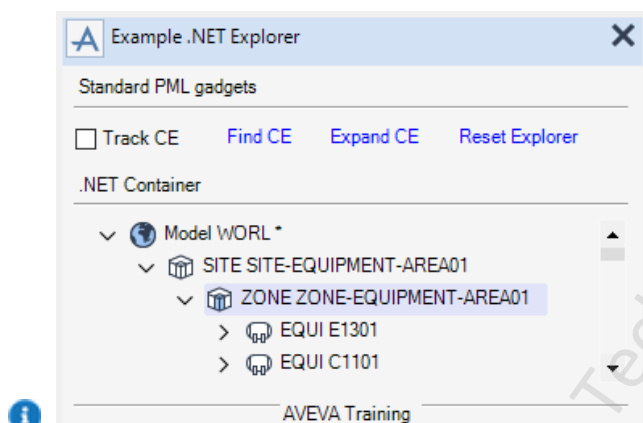 Example .NET Explorer
Standard PML gadgets
Track CE Find CE Expand CE Reset Explorer
.NET Container
Model WORL *
SITE SITE-EQUIPMENT-AREA01
ZONE ZONE-EQUIPMENT-AREA01
EQUI E1301
EQUI C1101
AVEVA Training